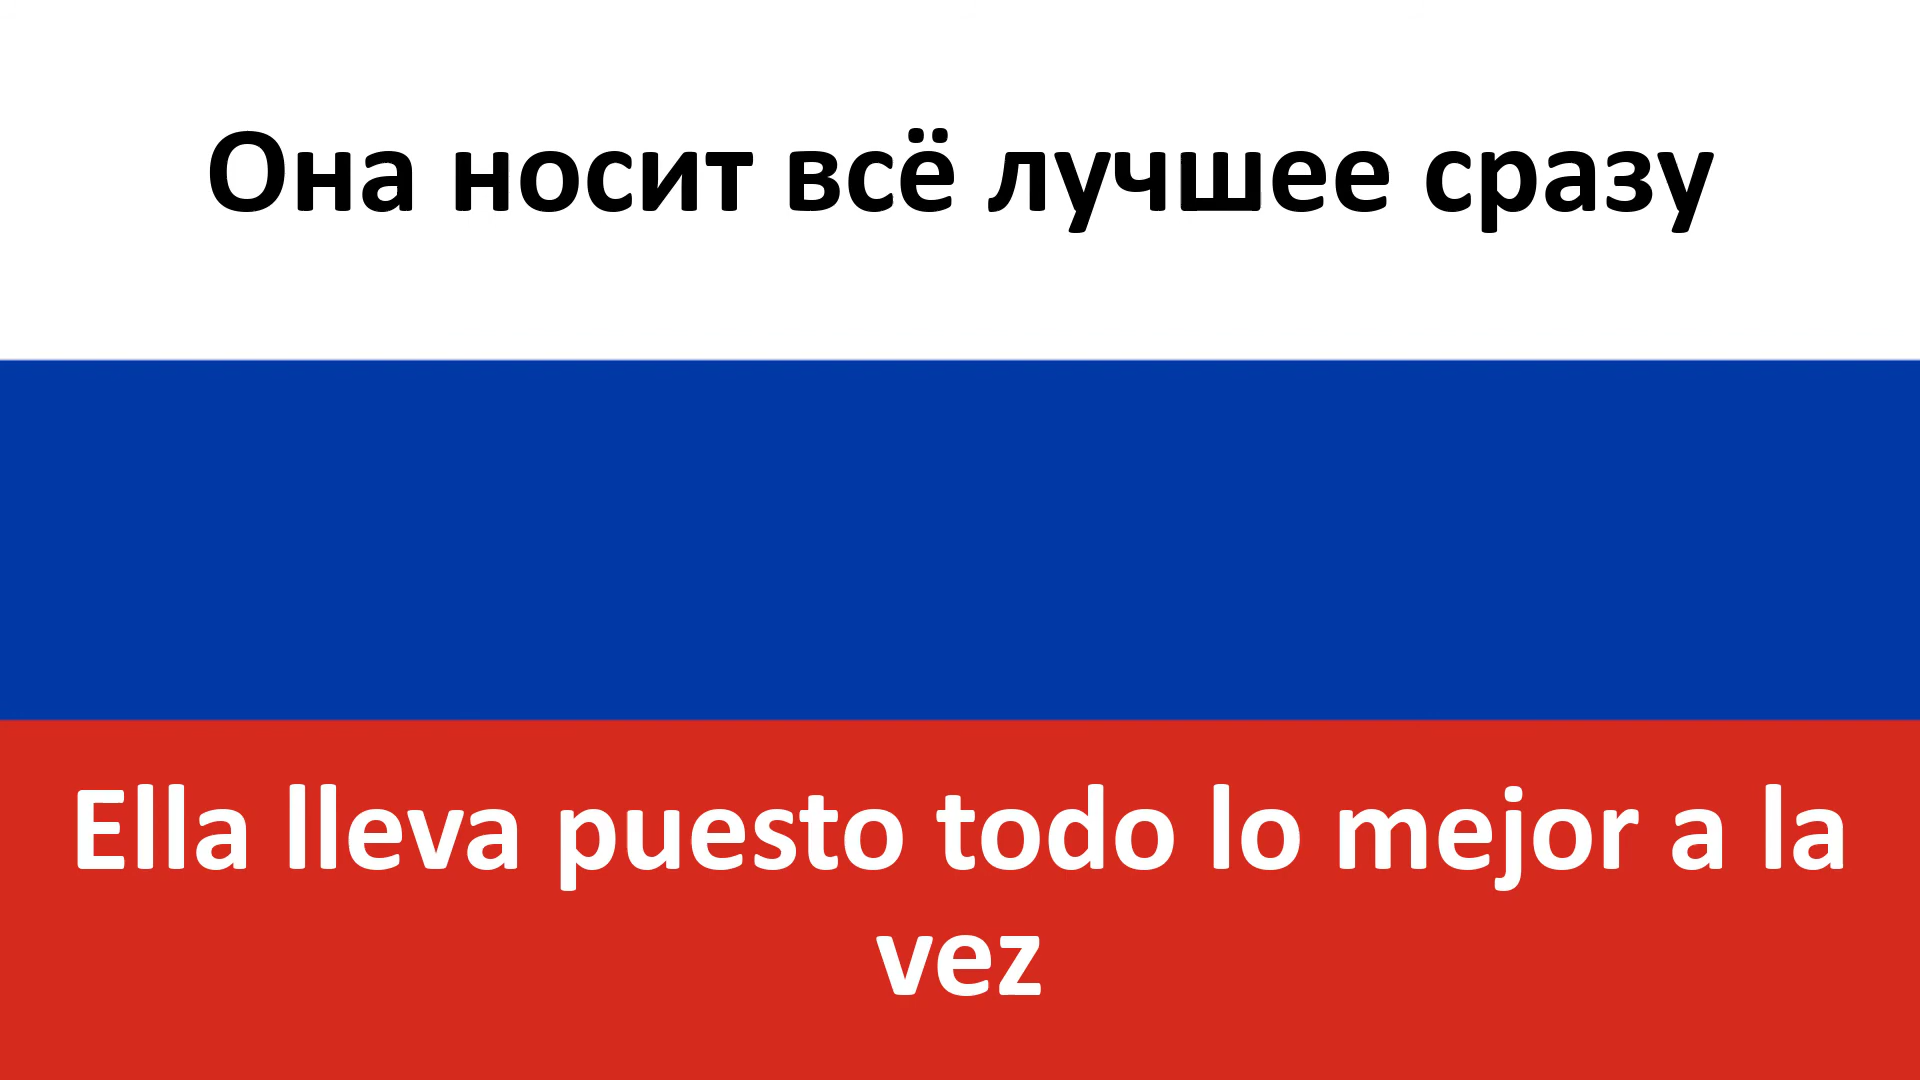 Она носит всё лучшее сразу
Ella lleva puesto todo lo mejor a la
vez